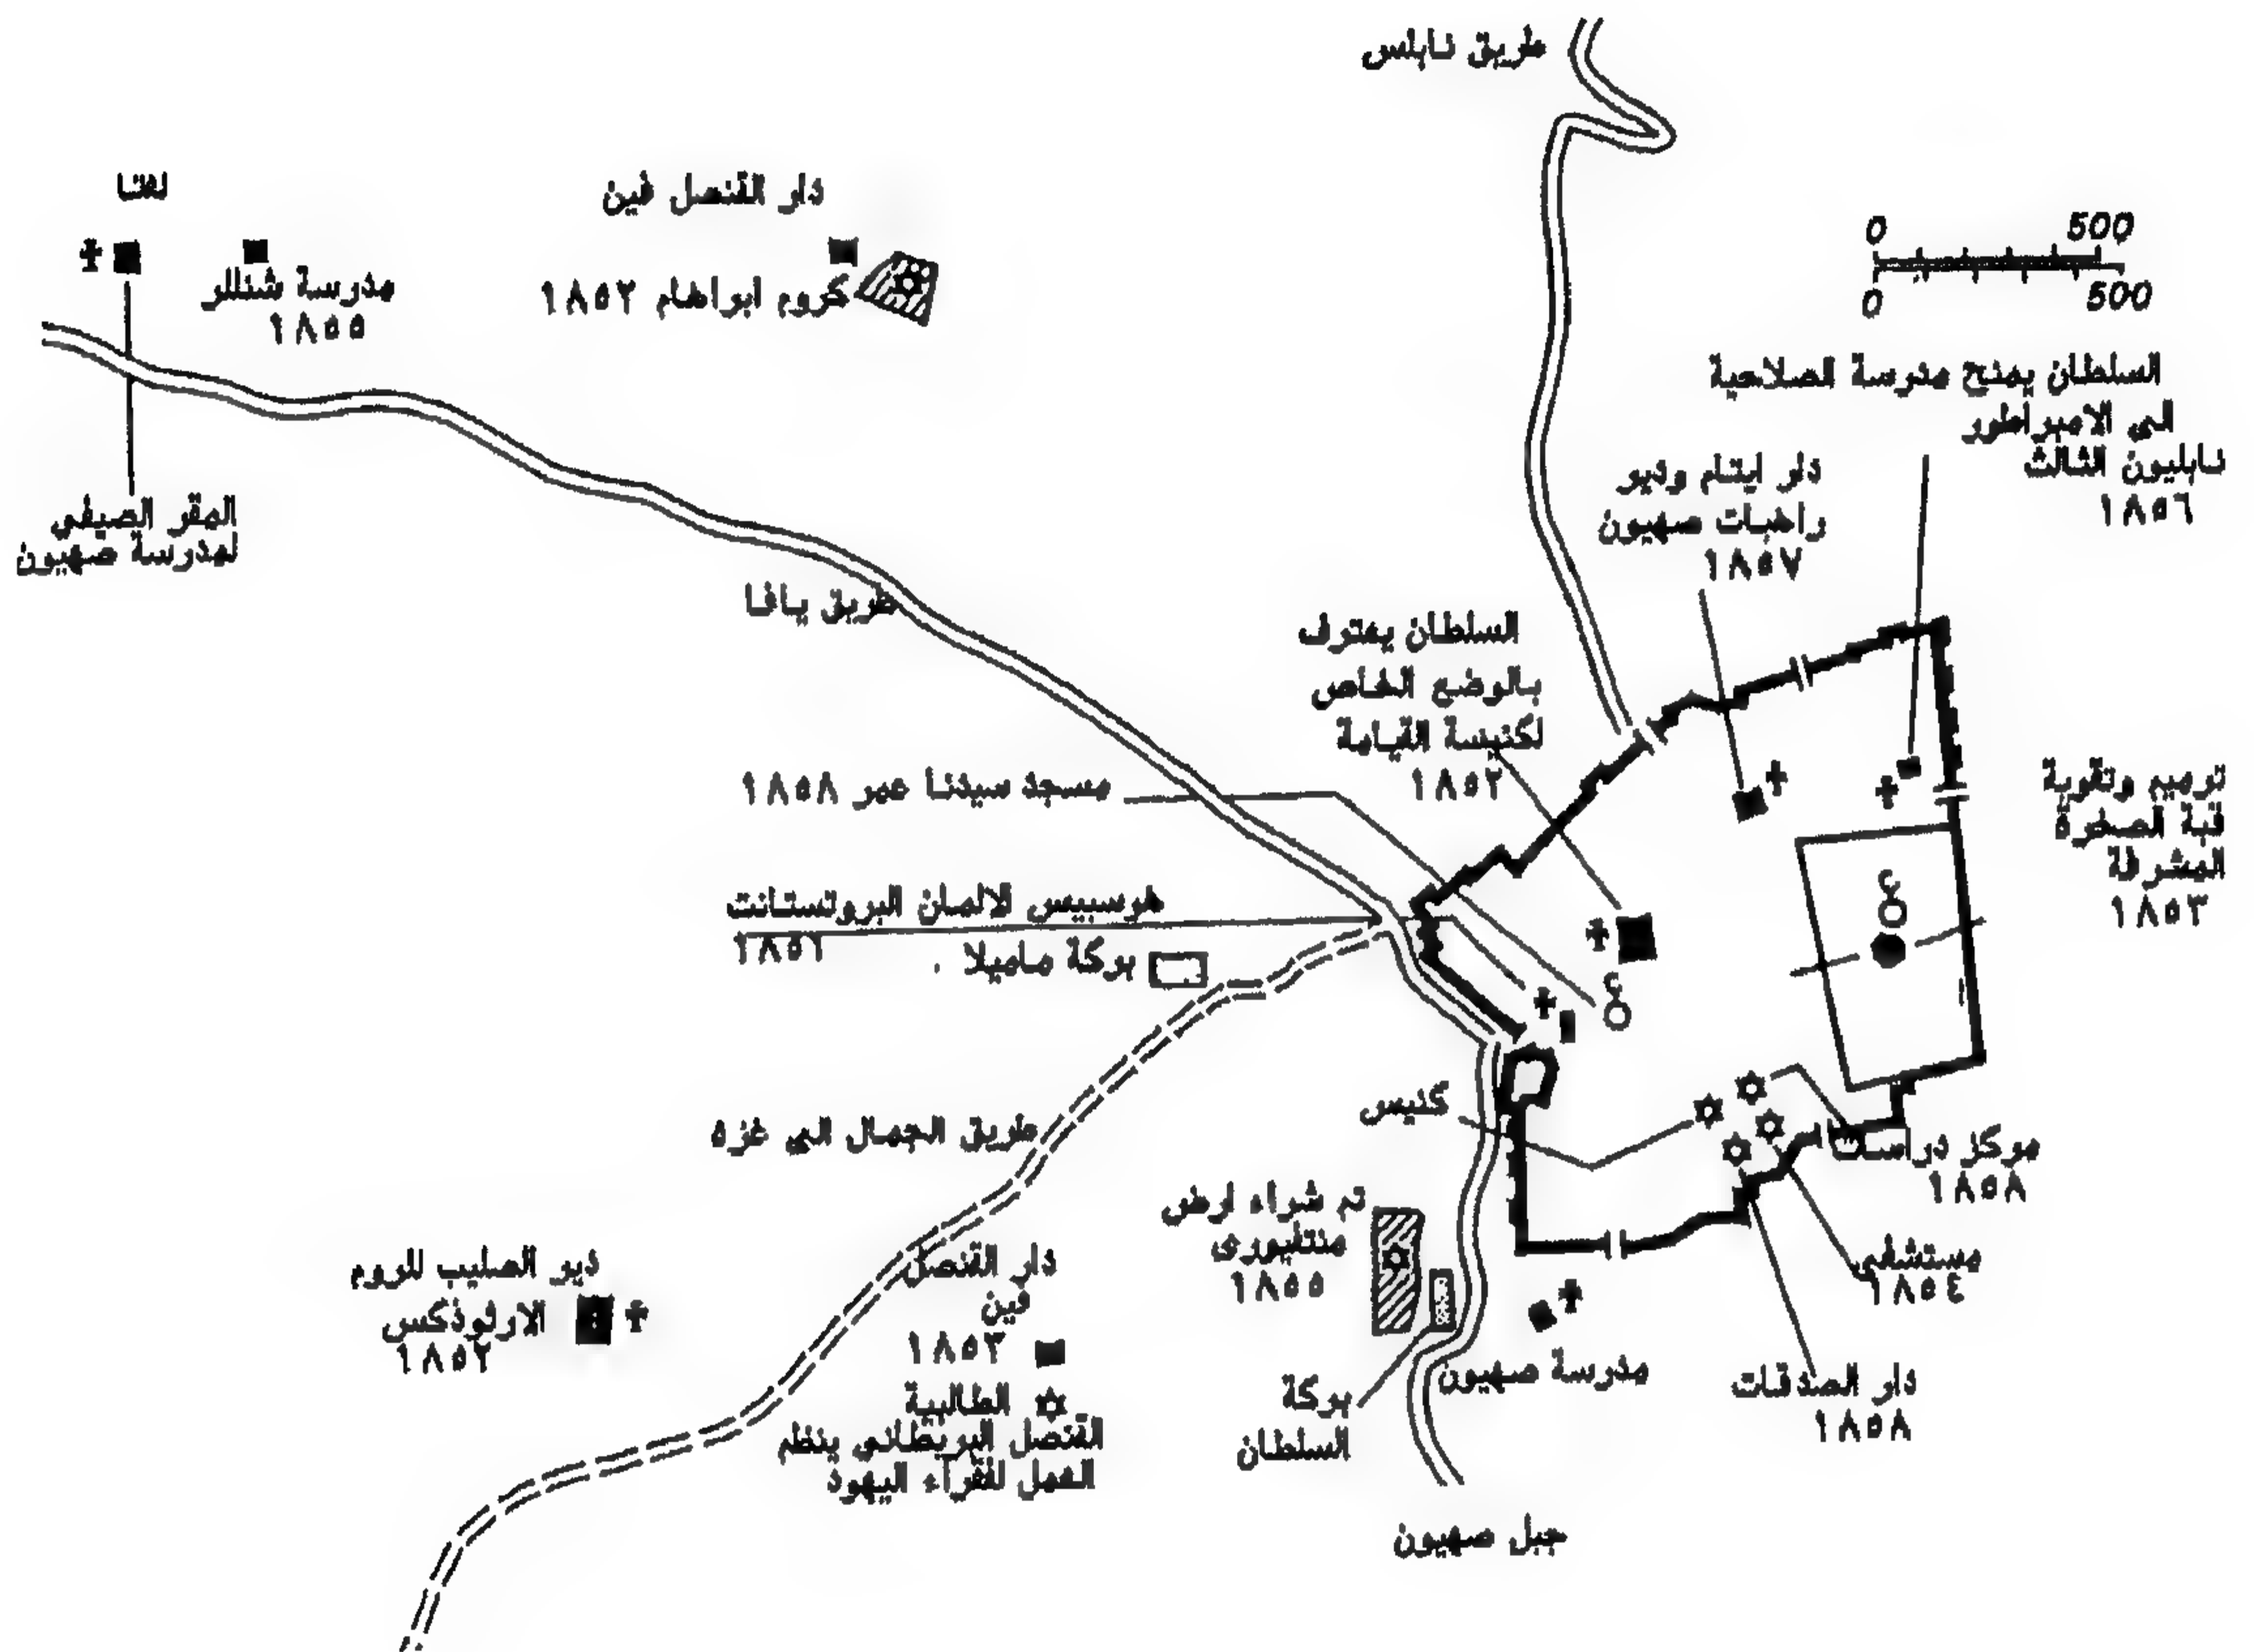 طريق نابلس
لفتا
دار القنصل فين
مدرسة شنللر
١٨٥٥
كروم ابراهام ١٨٥٢
0 500
0 500
السلطان يمنح مدرسة الصلاحية
الى الامبراطور
نابليون الثالث
١٨٥٦
دار ايتام ودير
راهبات صهيون
١٨٥٧
المقر الصيفي
لمدرسة صهيون
طريق يافا
السلطان يعترف
بالوضع الخاص
لكنيسة القيامة
١٨٥٢
مسجد سيدنا عمر ١٨٥٨
ترميم وتقوية
قبة الصخرة
المشرفة
١٨٥٣
هوسبيس الالمان البروتستانت
١٨٥١
بركة ماميلا
طريق الجمال الى غزه
كنيس
مركز دراسات
١٨٥٨
تم شراء ارض
منتفيورى
١٨٥٥
مستشفى
١٨٥٤
دير الصليب للروم
الارثوذكس
١٨٥٢
دار القنصل
فين
١٨٥٣
الطالبية
القنصل البريطاني ينظم
العمل لفقراء اليهود
بركة
السلطان
مدرسة صهيون
دار الصدقات
١٨٥٨
جبل صهيون